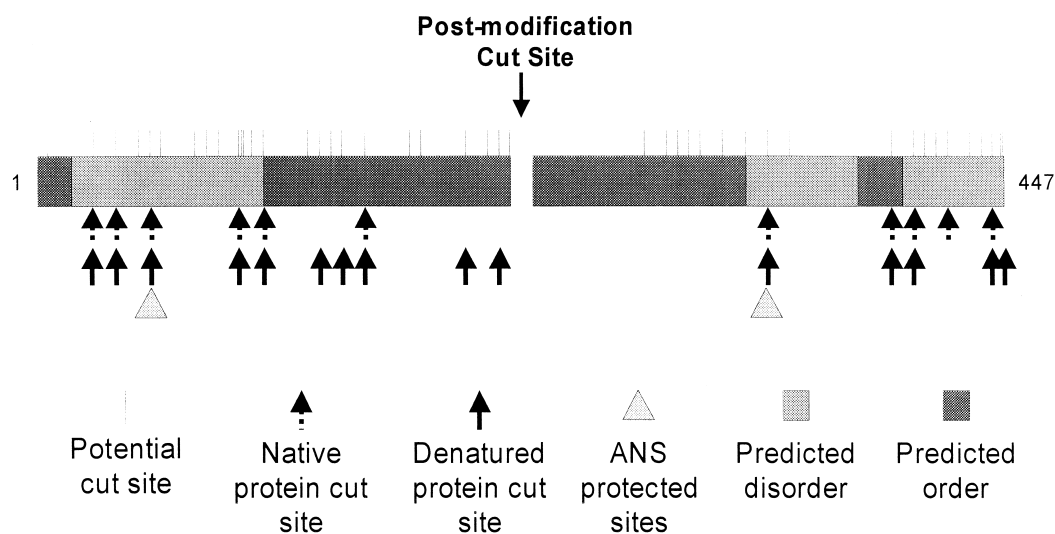 Post-modification
Cut Site
1
447
Potential
cut site
Native
protein cut
site
Denatured
protein cut
site
ANS
protected
sites
Predicted
disorder
Predicted
order